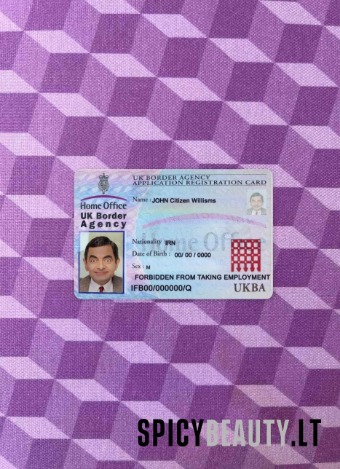 UK BORDER AGENCY
APPLICATION REGISTRATION CARD
Home Office
UK Border
Agency
Name : JOHN Citizen Williams
Home Office
Nationality IRN
Date of Birth : 00/ 00 / 0000
Sex : M
FORBIDDEN FROM TAKING EMPLOYMENT
IFB00/000000/Q
UKBA
SPICYBEAUTY.LT